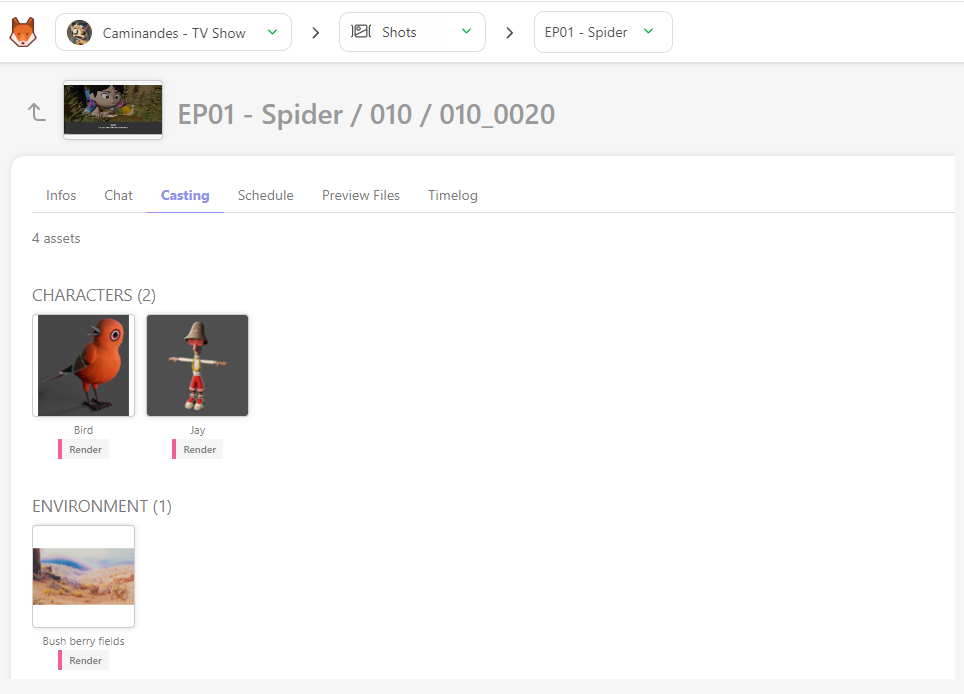 Caminandes - TV Show
Shots
EP01 - Spider
EP01 - Spider / 010 / 010_0020
Infos Chat Casting Schedule Preview Files Timelog
4 assets
CHARACTERS (2)
Bird Jay
Render Render
ENVIRONMENT (1)
Bush berry fields
Render